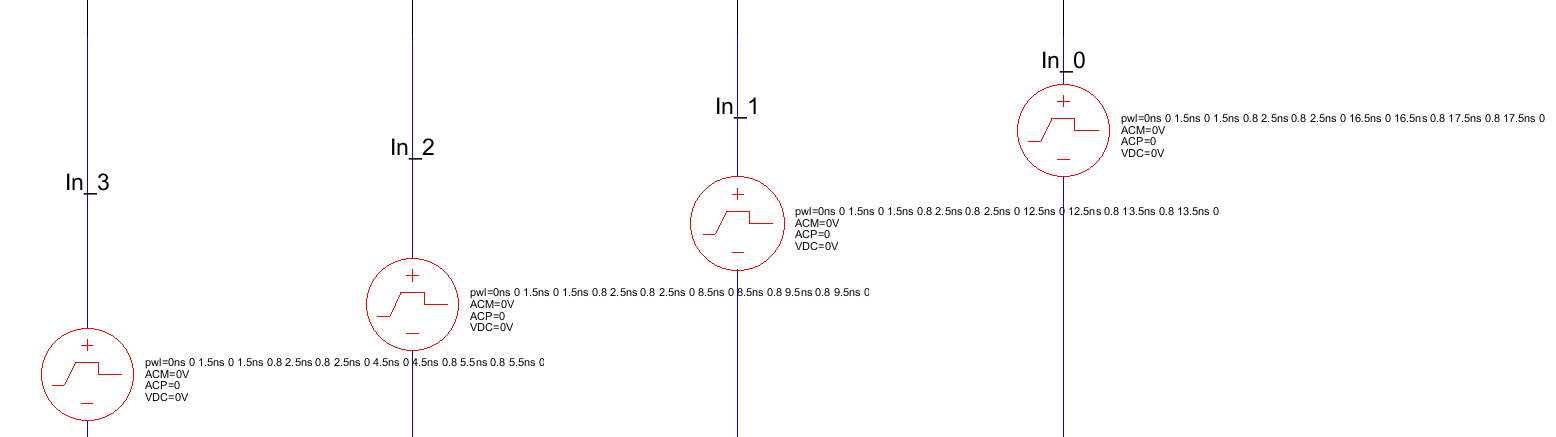 In_3
pwl=0ns 0 1.5ns 0 1.5ns 0.8 2.5ns 0.8 2.5ns 0 4.5ns 0 4.5ns 0.8 5.5ns 0.8 5.5ns 0
ACM=0V
ACP=0
VDC=0V
In_2
pwl=0ns 0 1.5ns 0 1.5ns 0.8 2.5ns 0.8 2.5ns 0 8.5ns 0 8.5ns 0.8 9.5ns 0.8 9.5ns 0
ACM=0V
ACP=0
VDC=0V
In_1
pwl=0ns 0 1.5ns 0 1.5ns 0.8 2.5ns 0.8 2.5ns 0 12.5ns 0 12.5ns 0.8 13.5ns 0.8 13.5ns 0
ACM=0V
ACP=0
VDC=0V
In_0
pwl=0ns 0 1.5ns 0 1.5ns 0.8 2.5ns 0.8 2.5ns 0 16.5ns 0 16.5ns 0.8 17.5ns 0.8 17.5ns 0
ACM=0V
ACP=0
VDC=0V